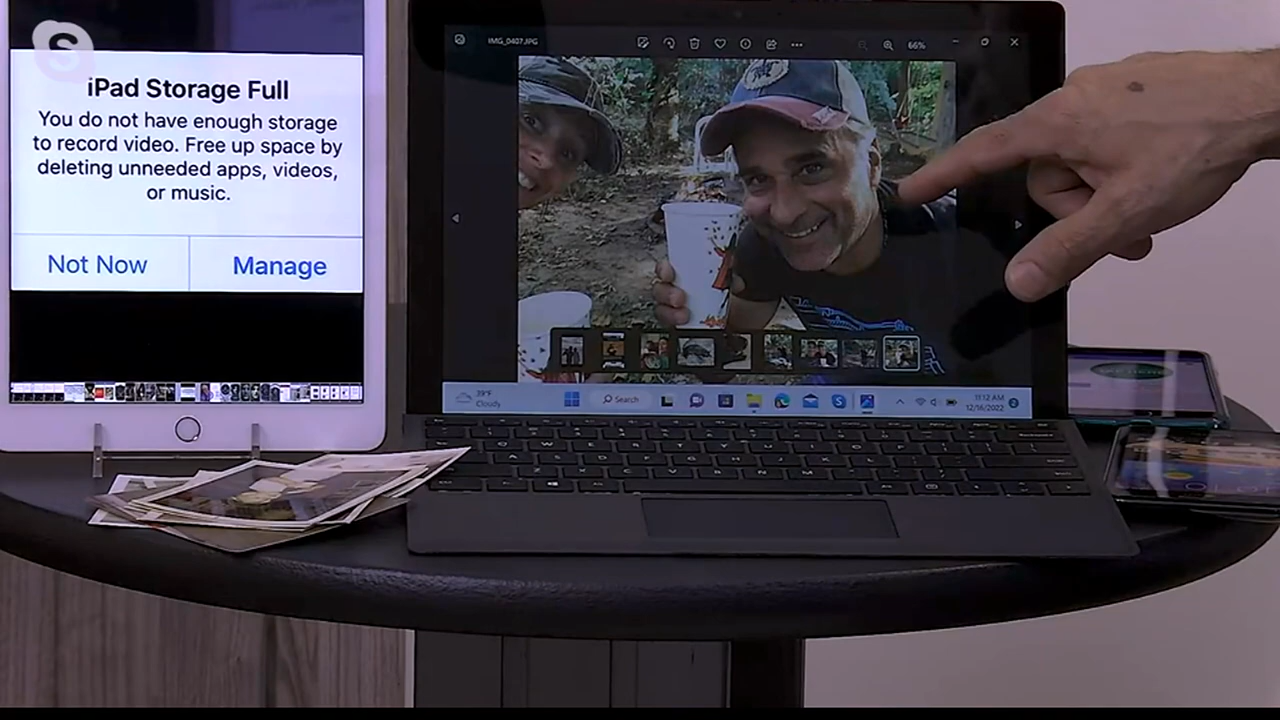 S
iPad Storage Full
You do not have enough storage
to record video. Free up space by
deleting unneeded apps, videos,
or music.
Not Now
Manage
IMG_0407.JPG
66%
39°F
Cloudy
Search
11:12 AM
12/16/2022